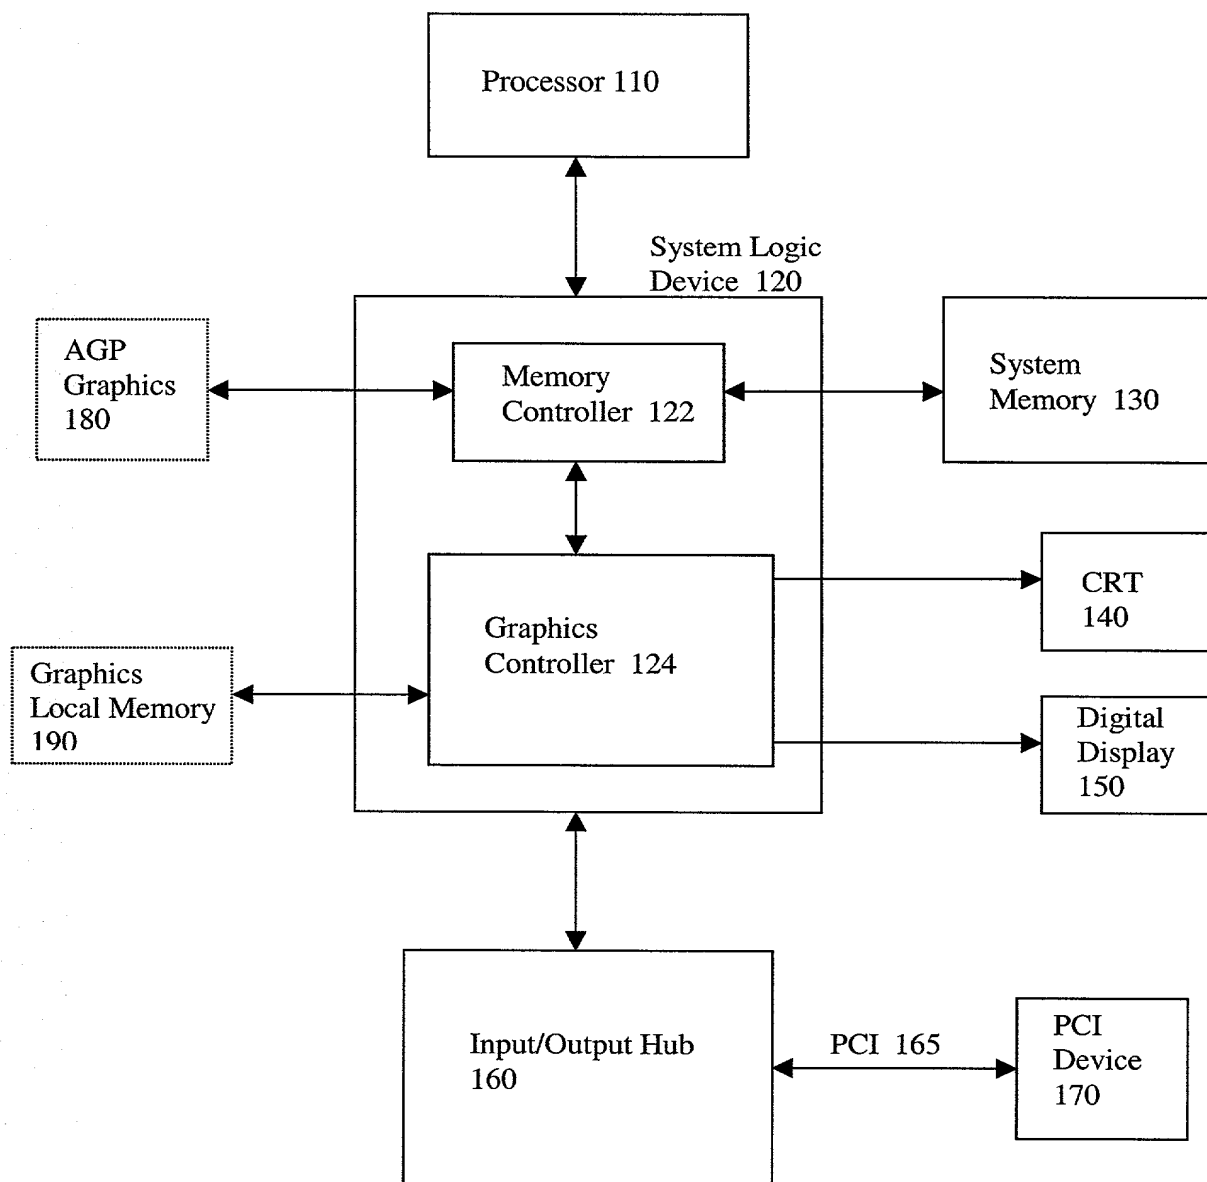 Processor 110
System Logic
Device 120
AGP
Graphics
180
Memory
Controller 122
System
Memory 130
CRT
140
Graphics
Controller 124
Graphics
Local Memory
190
Digital
Display
150
Input/Output Hub
160
PCI 165
PCI
Device
170